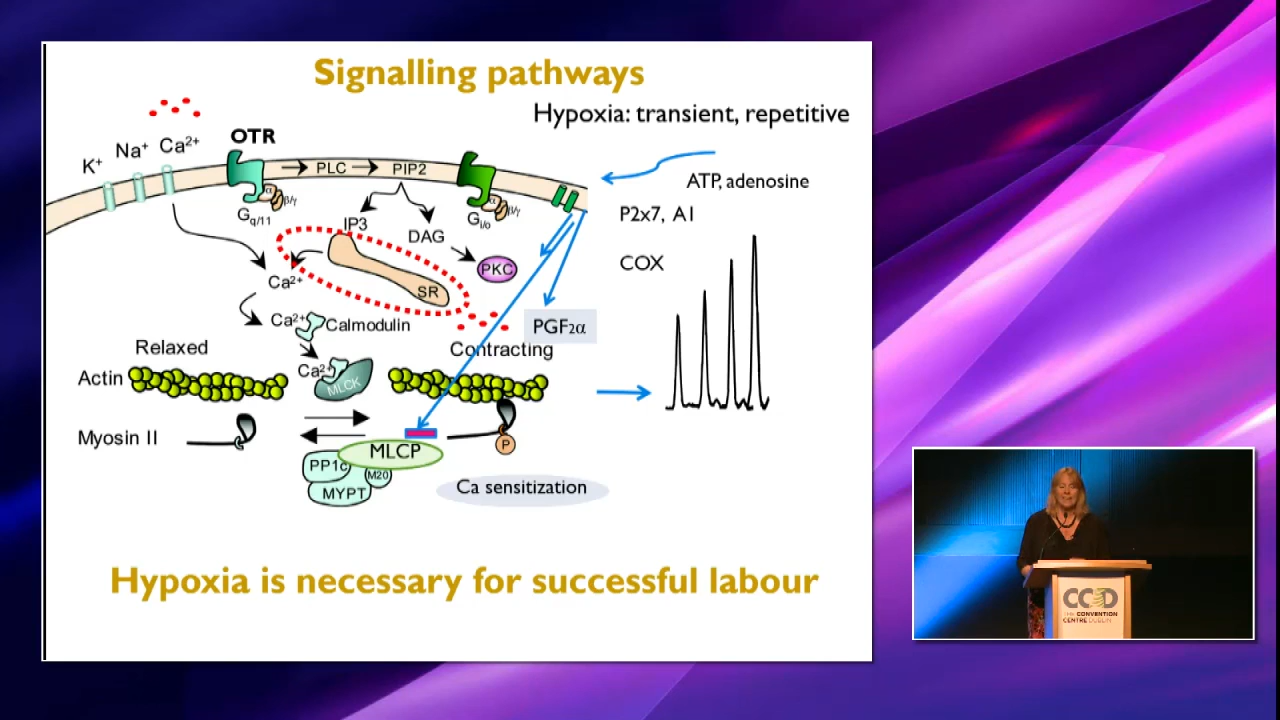 Signalling pathways
Hypoxia: transient, repetitive
K⁺
Na⁺
Ca²⁺
OTR
PLC
PIP2
ATP, adenosine
α
β/γ
Gq/11
α
β/γ
Gi/o
IP3
DAG
P2x7, A1
PKC
COX
Ca²⁺
SR
Ca²⁺
Calmodulin
PGF2α
Relaxed
Contracting
Actin
Ca²⁺
MLCK
Myosin II
P
MLCP
PP1c
M20
MYPT
Ca sensitization
Hypoxia is necessary for successful labour
CCD
THE CONVENTION
CENTRE DUBLIN